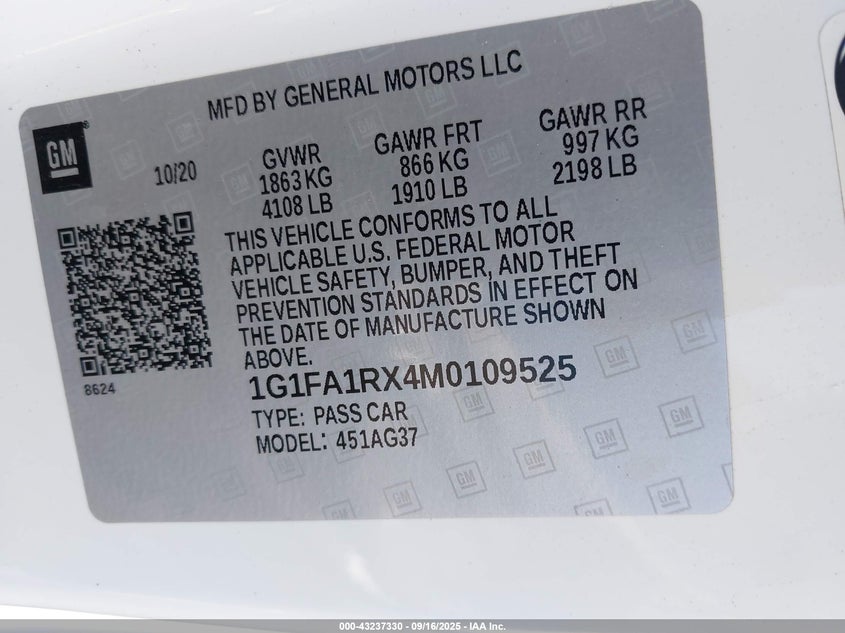 MFD BY GENERAL MOTORS LLC
GM
10/20
GVWR
1863 KG
4108 LB
GAWR FRT
866 KG
1910 LB
GAWR RR
997 KG
2198 LB
THIS VEHICLE CONFORMS TO ALL
APPLICABLE U.S. FEDERAL MOTOR
VEHICLE SAFETY, BUMPER, AND THEFT
PREVENTION STANDARDS IN EFFECT ON
THE DATE OF MANUFACTURE SHOWN
ABOVE.
8624
1G1FA1RX4M0109525
TYPE: PASS CAR
MODEL: 451AG37
000-43237330 - 09/16/2025 - IAA Inc.